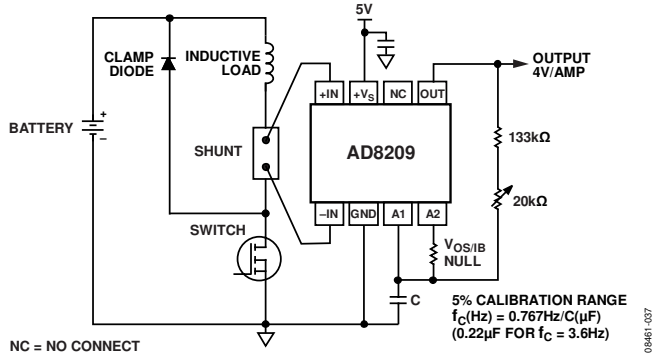 5V
CLAMP
DIODE
INDUCTIVE
LOAD
OUTPUT
4V/AMP
+IN
+VS
NC
OUT
BATTERY
+
–
SHUNT
AD8209
133kΩ
20kΩ
–IN
GND
A1
A2
SWITCH
VOS/IB
NULL
C
5% CALIBRATION RANGE
fC(Hz) = 0.767Hz/C(µF)
(0.22µF FOR fC = 3.6Hz)
NC = NO CONNECT
08461-037